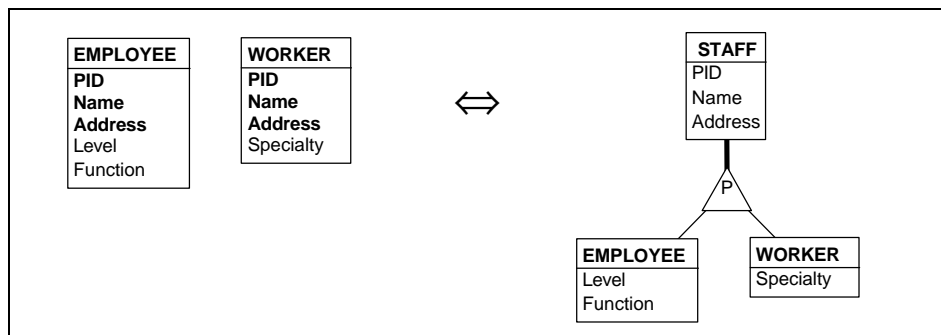 EMPLOYEE
PID
Name
Address
Level
Function
WORKER
PID
Name
Address
Specialty
⇔
STAFF
PID
Name
Address
P
EMPLOYEE
Level
Function
WORKER
Specialty